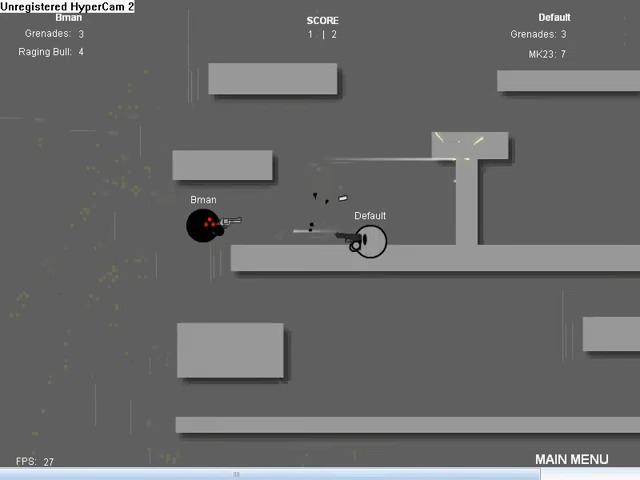 Unregistered HyperCam 2
Bman
Grenades: 3
Raging Bull: 4
SCORE
1 | 2
Default
Grenades: 3
MK23: 7
Bman
Default
FPS: 27
MAIN MENU